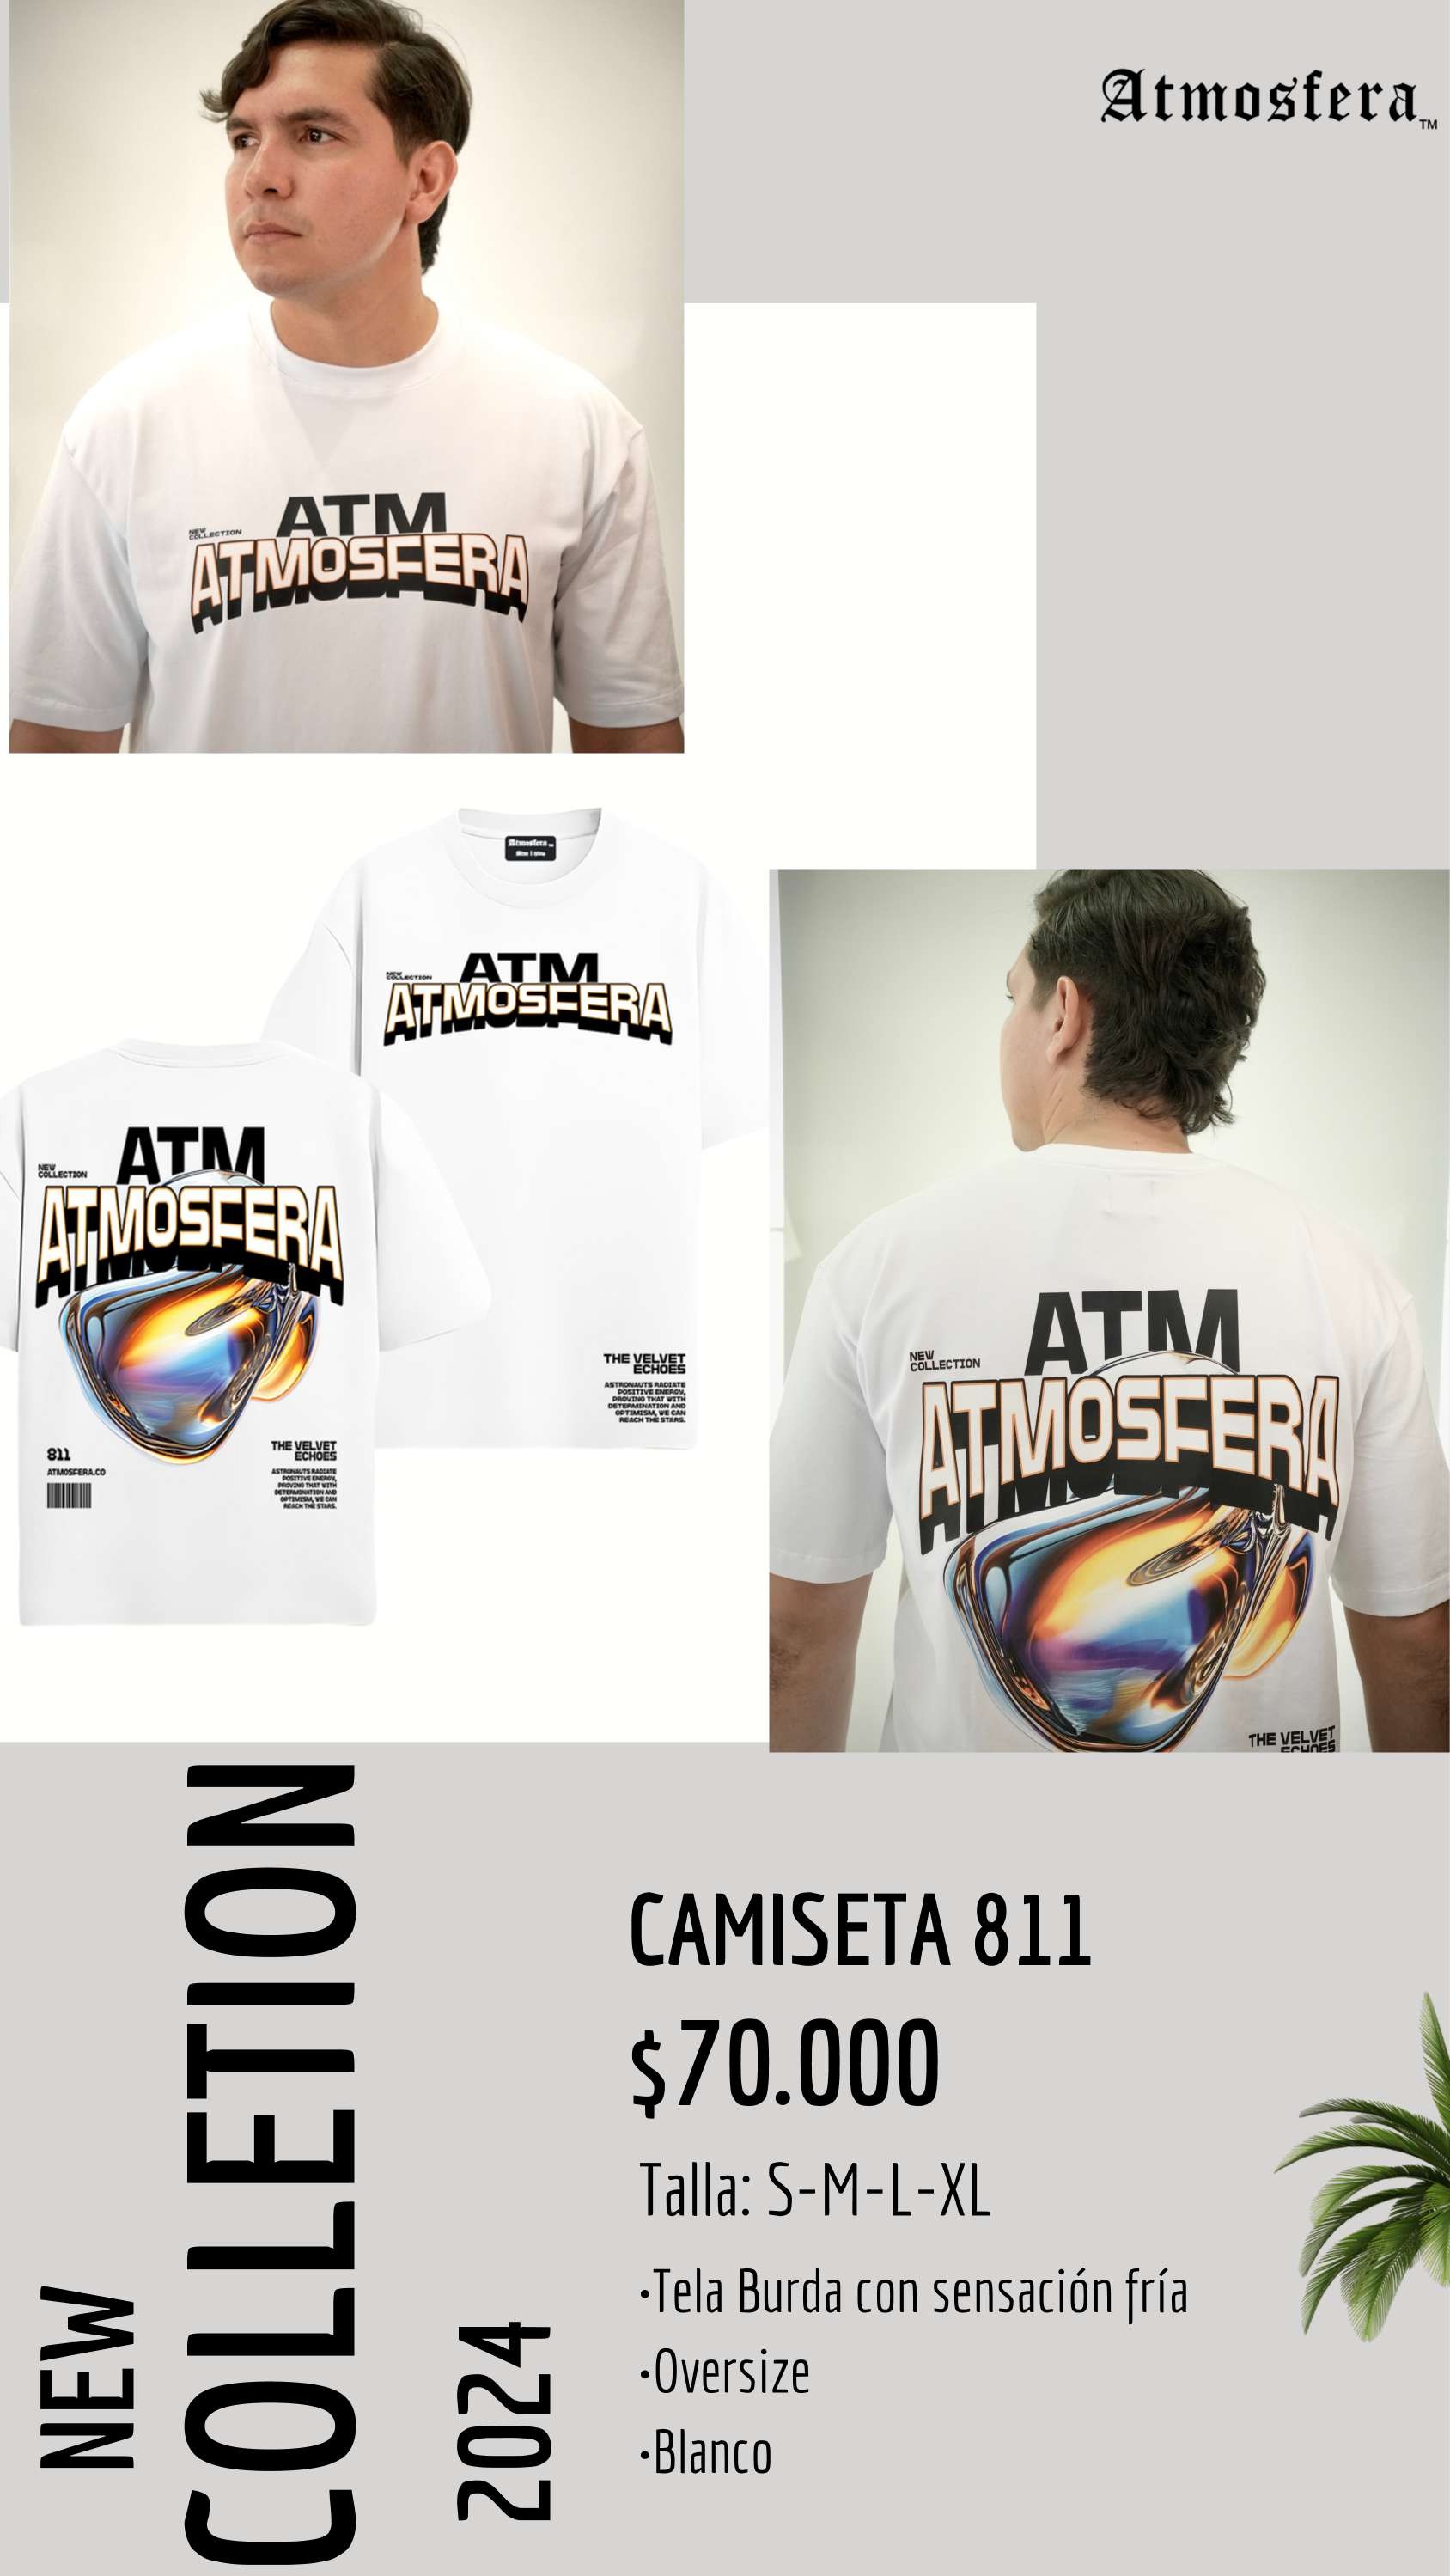 Atmosfera™
ATM
NEW
COLLECTION
ATMOSFERA
Atmosfera
ATM
NEW
COLLECTION
ATMOSFERA
THE VELVET
ECHOES
ASTRONAUTS RADIATE
POSITIVE ENERGY,
PROVING THAT WITH
DETERMINATION AND
OPTIMISM, WE CAN
REACH THE STARS.
ATM
NEW
COLLECTION
ATMOSFERA
811
ATMOSFERA.CO
THE VELVET
ECHOES
ASTRONAUTS RADIATE
POSITIVE ENERGY,
PROVING THAT WITH
DETERMINATION AND
OPTIMISM, WE CAN
REACH THE STARS.
ATM
NEW
COLLECTION
ATMOSFERA
THE VELVET
ECHOES
NEW
COLLETION
2024
CAMISETA 811
$70.000
Talla: S-M-L-XL
·Tela Burda con sensación fría
·Oversize
·Blanco